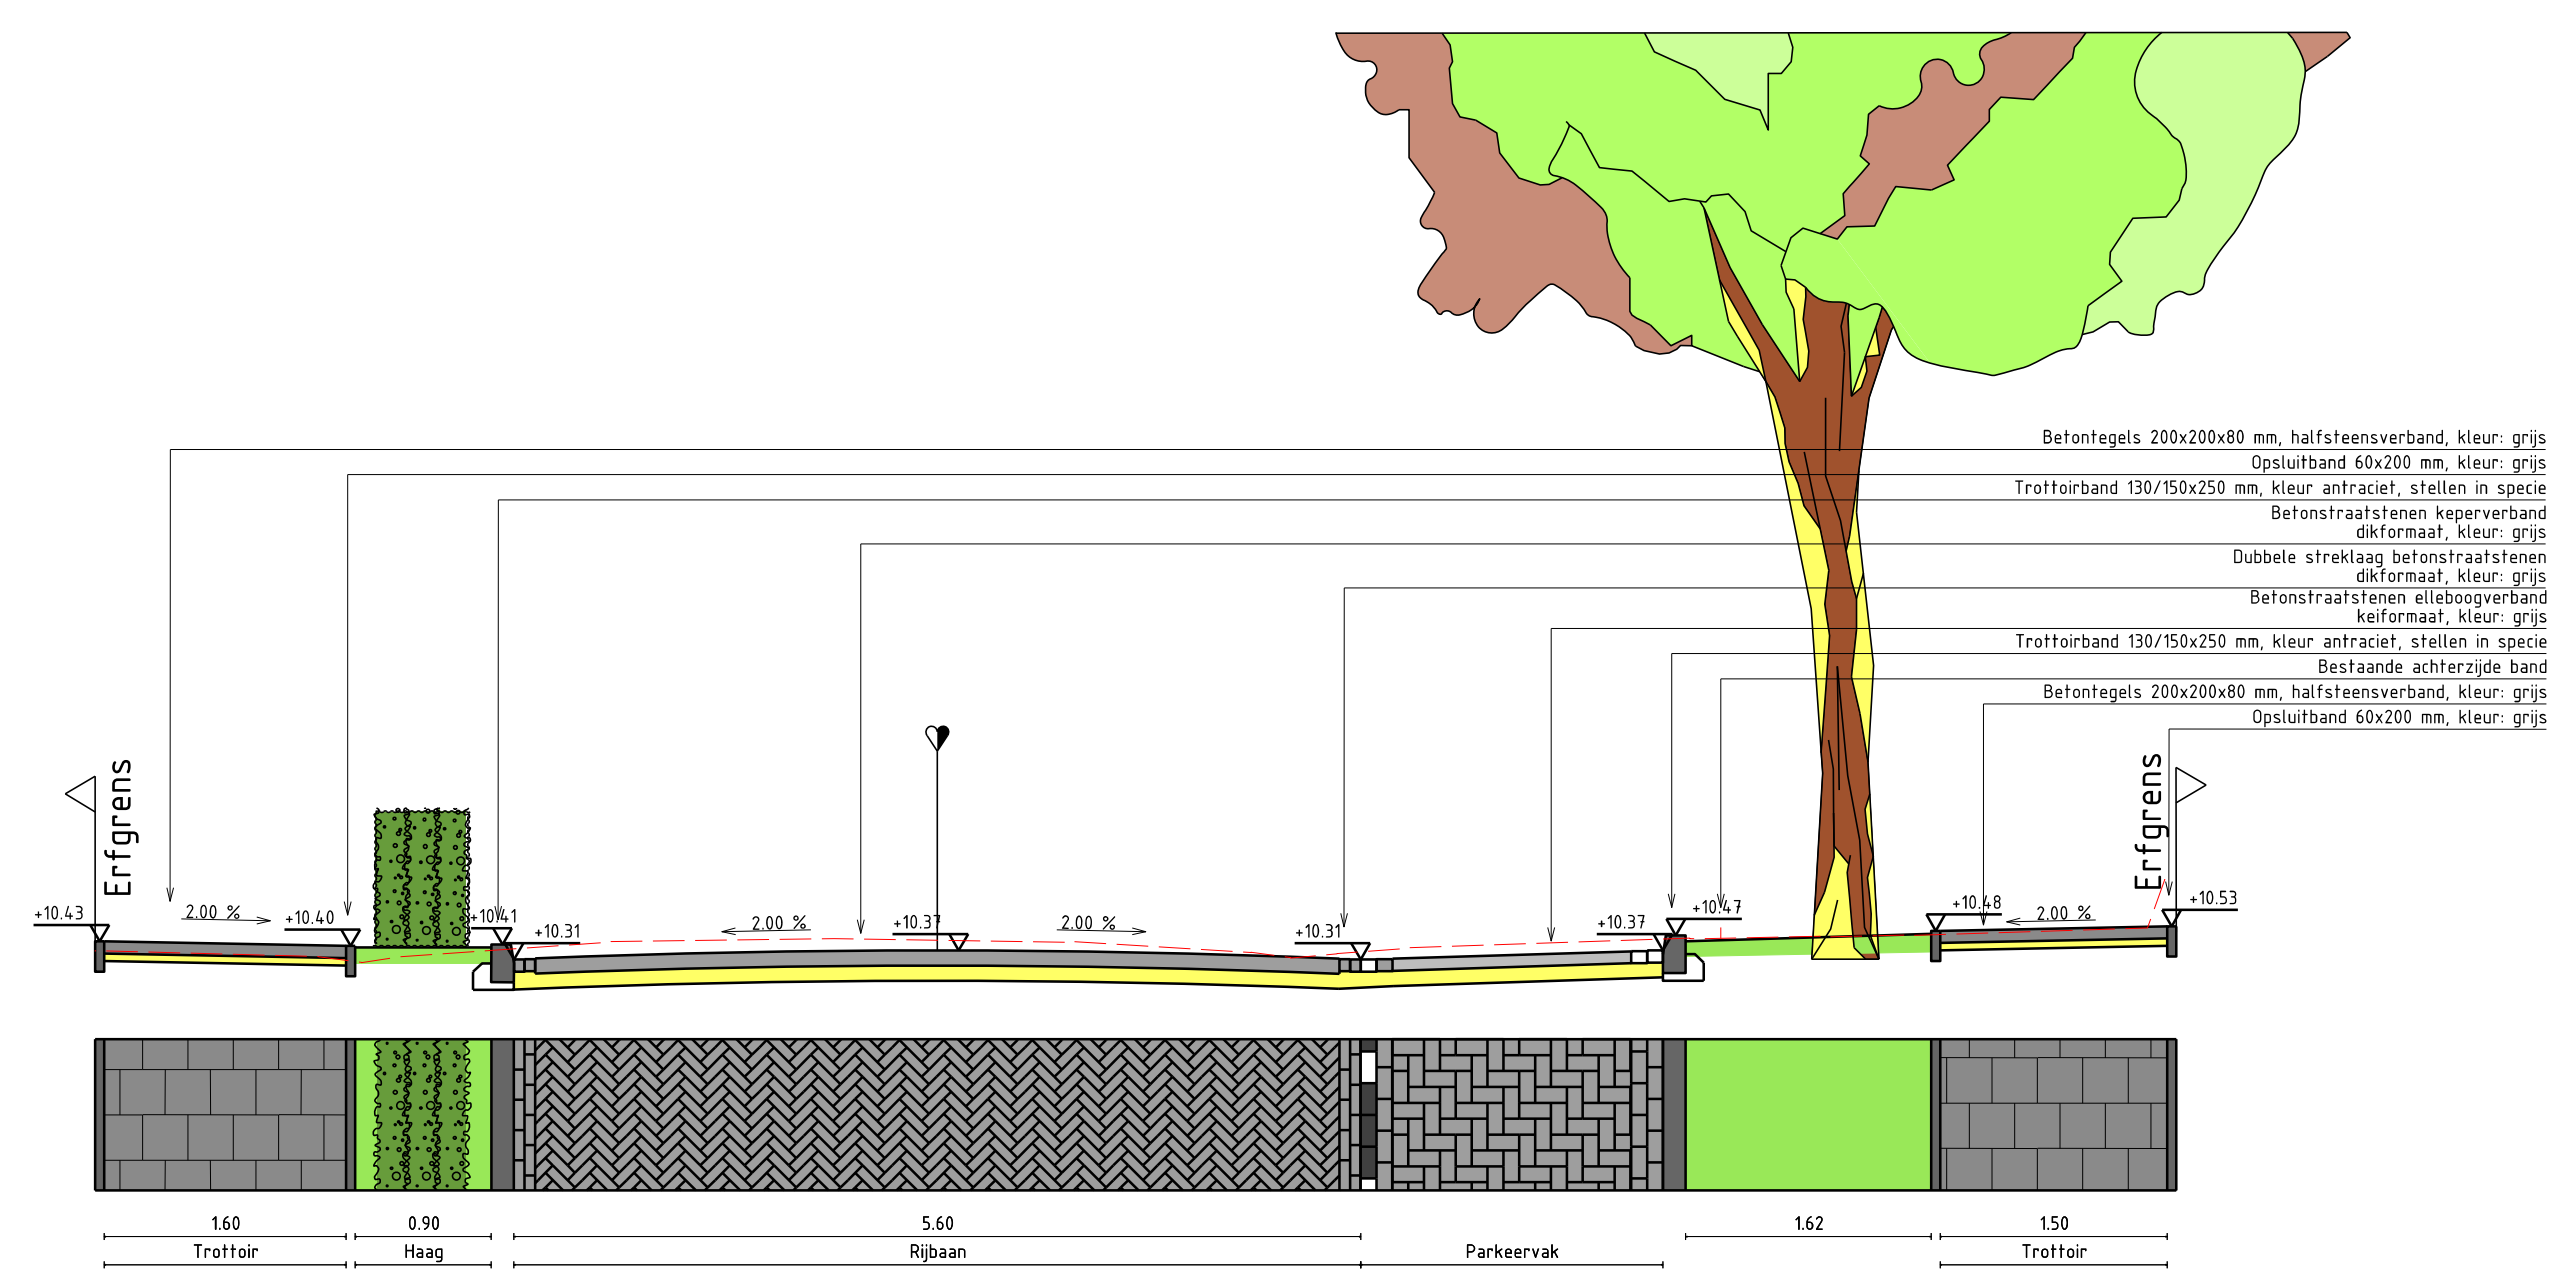 Betontegels 200x200x80 mm, halfsteensverband, kleur: grijs
Opsluitband 60x200 mm, kleur: grijs
Trottoirband 130/150x250 mm, kleur antraciet, stellen in specie
Betonstraatstenen keperverband
dikformaat, kleur: grijs
Dubbele streklaag betonstraatstenen
dikformaat, kleur: grijs
Betonstraatstenen elleboogverband
keiformaat, kleur: grijs
Trottoirband 130/150x250 mm, kleur antraciet, stellen in specie
Bestaande achterzijde band
Betontegels 200x200x80 mm, halfsteensverband, kleur: grijs
Opsluitband 60x200 mm, kleur: grijs
Erfgrens
Erfgrens
+10.43
2.00 %
+10.40
+10.41
+10.31
2.00 %
+10.37
2.00 %
+10.31
+10.37
+10.47
+10.48
2.00 %
+10.53
1.60
0.90
5.60
1.62
1.50
Trottoir
Haag
Rijbaan
Parkeervak
Trottoir